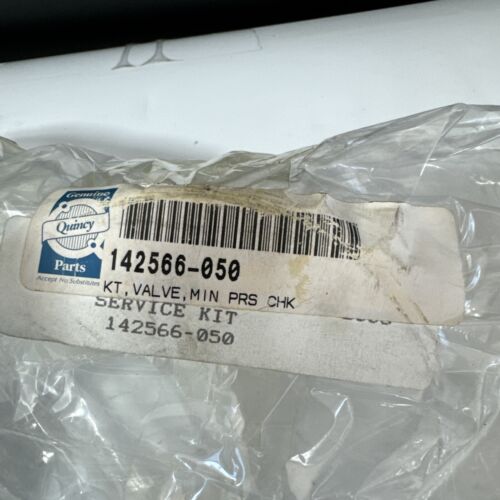 Genuine
Quincy
Parts
Accept No Substitutes
142566-050
KT, VALVE, MIN PRS CHK
SERVICE KIT
142566-050